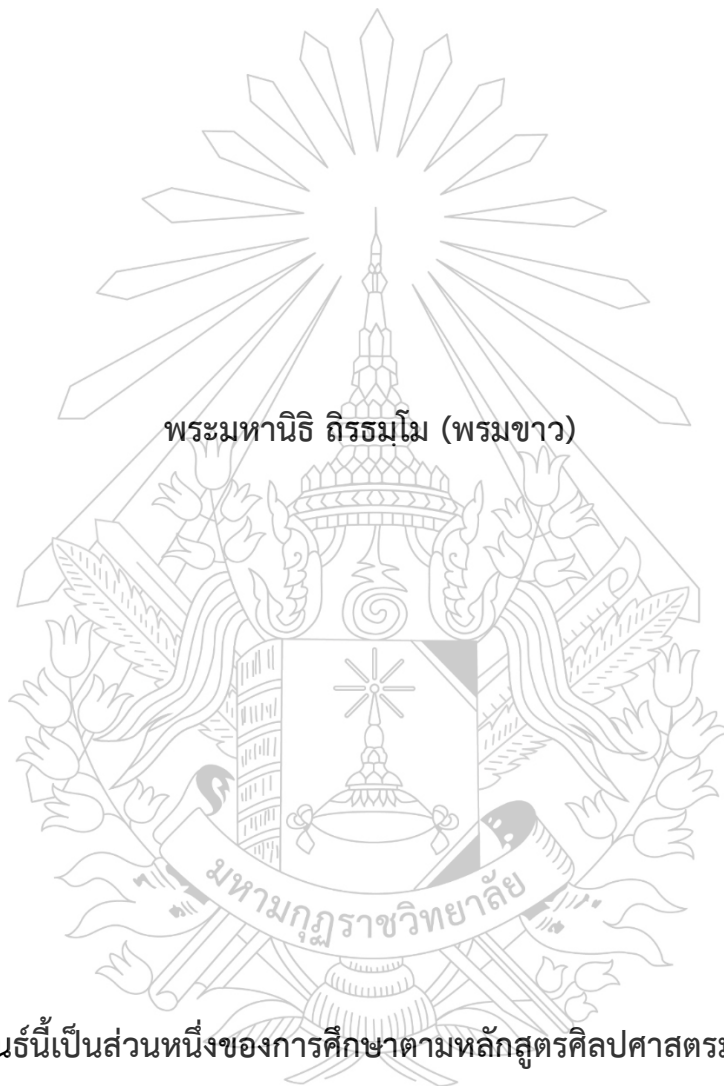 พระมหานิธิ ถิรธมฺโม (พรมขาว)
มหามกุฏราชวิทยาลัย
นธ์นี้เป็นส่วนหนึ่งของการศึกษาตามหลักสูตรศิลปศาสตร